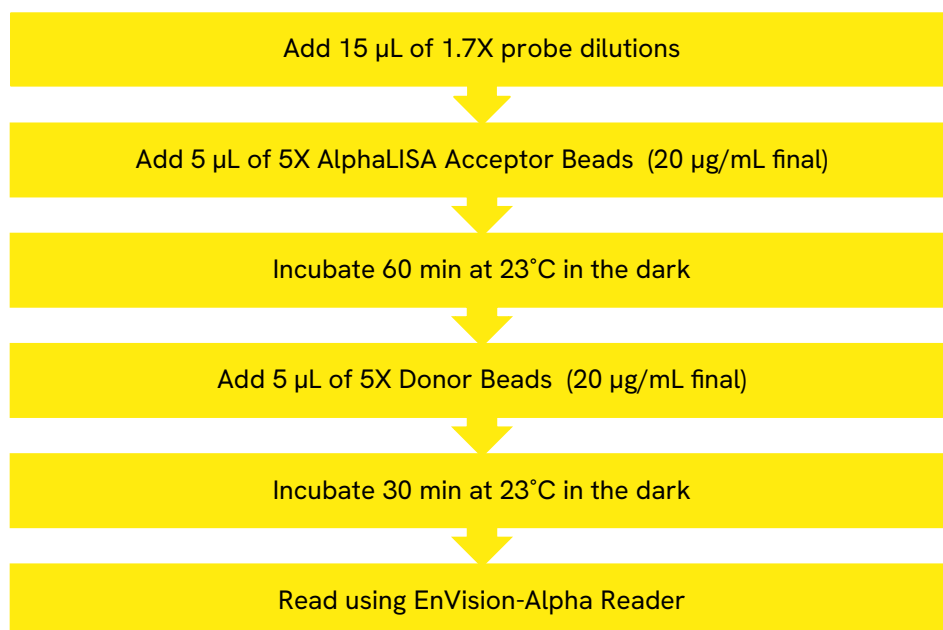 Add 15 µL of 1.7X probe dilutions
Add 5 µL of 5X AlphaLISA Acceptor Beads (20 µg/mL final)
Incubate 60 min at 23˚C in the dark
Add 5 µL of 5X Donor Beads (20 µg/mL final)
Incubate 30 min at 23˚C in the dark
Read using EnVision-Alpha Reader